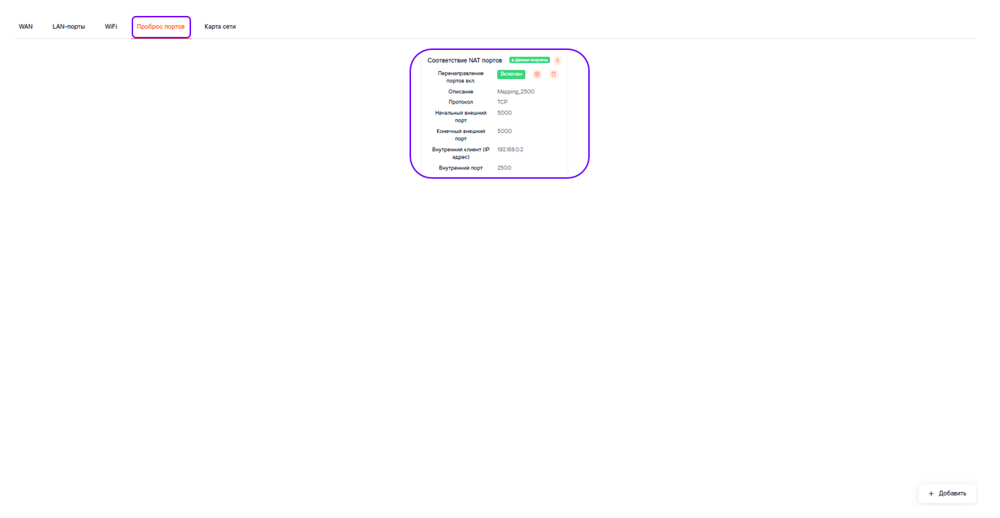 WAN LAN-порты WiFi Проброс портов Карта сети
Соответствие NAT портов Данные получены
Перенаправление
портов вкл.
Включен
Описание Mapping_2500
Протокол TCP
Начальный внешний
порт
5000
Конечный внешний
порт
5000
Внутренний клиент (IP
адрес)
192.168.0.2
Внутренний порт 2500
+ Добавить